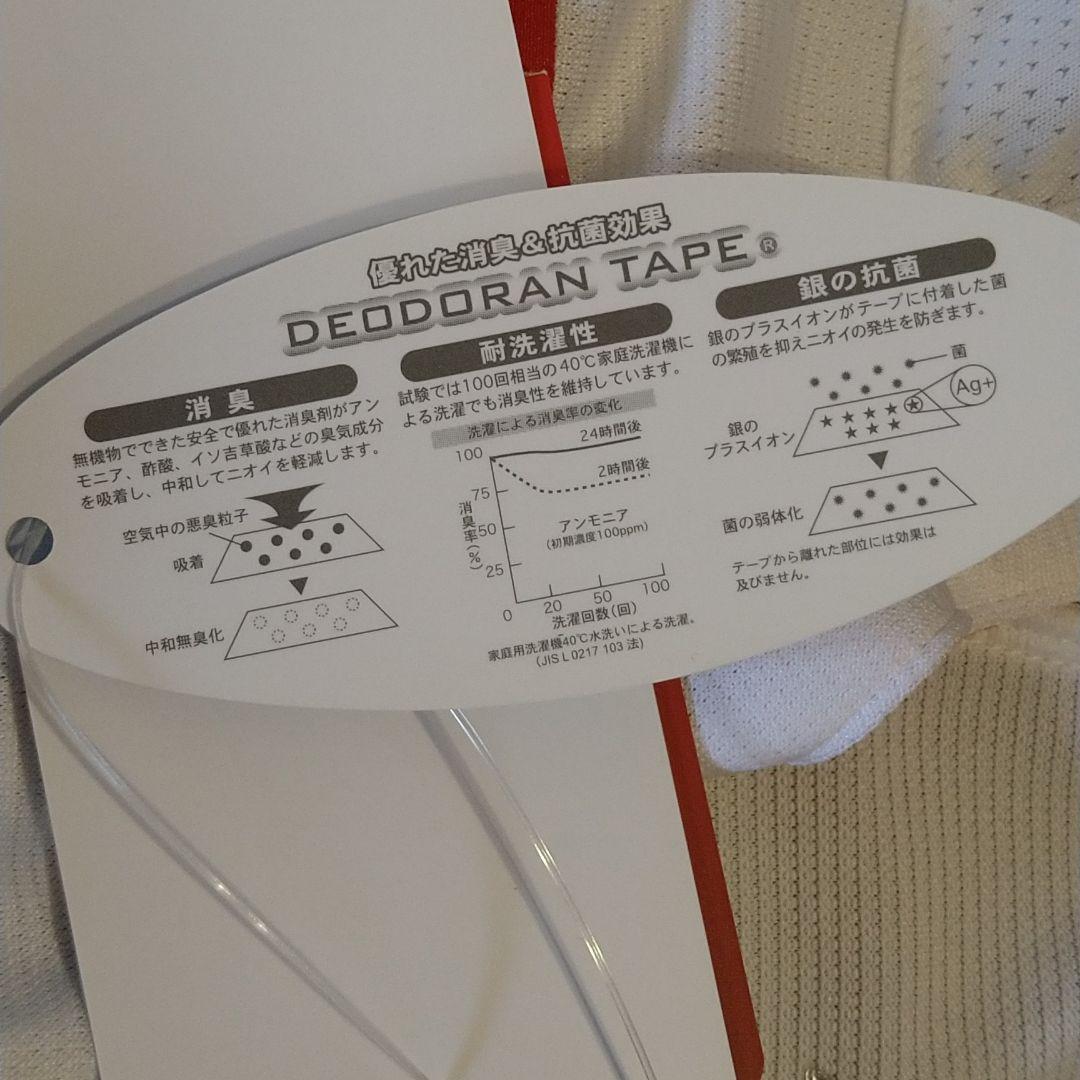 優れた消臭&抗菌効果
DEODORAN TAPE®
消臭
無機物でできた安全で優れた消臭剤がアン
モニア、酢酸、イソ吉草酸などの臭気成分
を吸着し、中和してニオイを軽減します。
空気中の悪臭粒子
吸着
中和無臭化
耐洗濯性
試験では100回相当の40℃家庭洗濯機に
よる洗濯でも消臭性を維持しています。
洗濯による消臭率の変化
24時間後
2時間後
アンモニア
(初期濃度100ppm)
消臭率(%)
100
75
50
25
0
20
50
100
洗濯回数(回)
家庭用洗濯機40℃水洗いによる洗濯。
(JIS L 0217 103 法)
銀の抗菌
銀のプラスイオンがテープに付着した菌
の繁殖を抑えニオイの発生を防ぎます。
菌
Ag+
銀の
プラスイオン
菌の弱体化
テープから離れた部位には効果は
及びません。